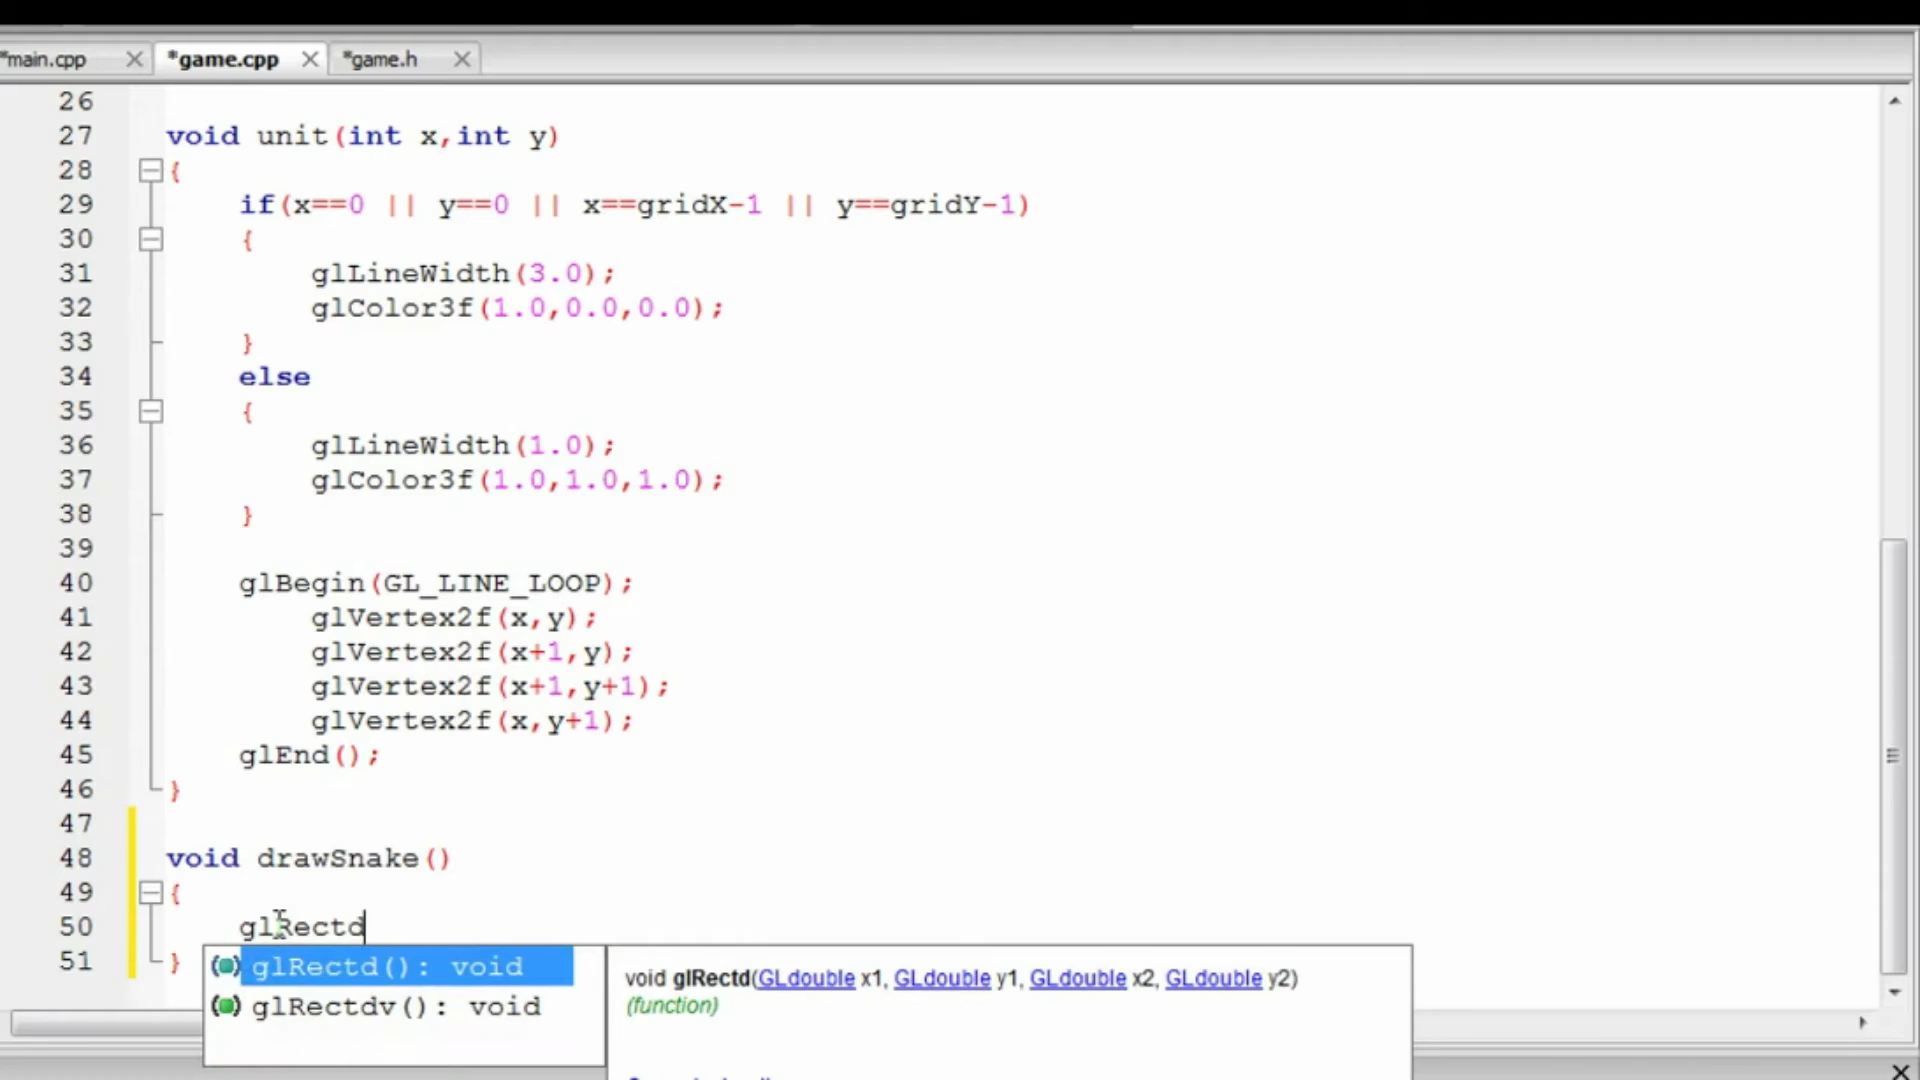 *main.cpp *game.cpp *game.h
26
27 void unit(int x,int y)
28 {
29 if(x==0 || y==0 || x==gridX-1 || y==gridY-1)
30 {
31 glLineWidth(3.0);
32 glColor3f(1.0,0.0,0.0);
33 }
34 else
35 {
36 glLineWidth(1.0);
37 glColor3f(1.0,1.0,1.0);
38 }
39
40 glBegin(GL_LINE_LOOP);
41 glVertex2f(x,y);
42 glVertex2f(x+1,y);
43 glVertex2f(x+1,y+1);
44 glVertex2f(x,y+1);
45 glEnd();
46 }
47
48 void drawSnake()
49 {
50 glRectd
51 }
glRectd(): void
glRectdv(): void
void glRectd(GLdouble x1, GLdouble y1, GLdouble x2, GLdouble y2)
(function)